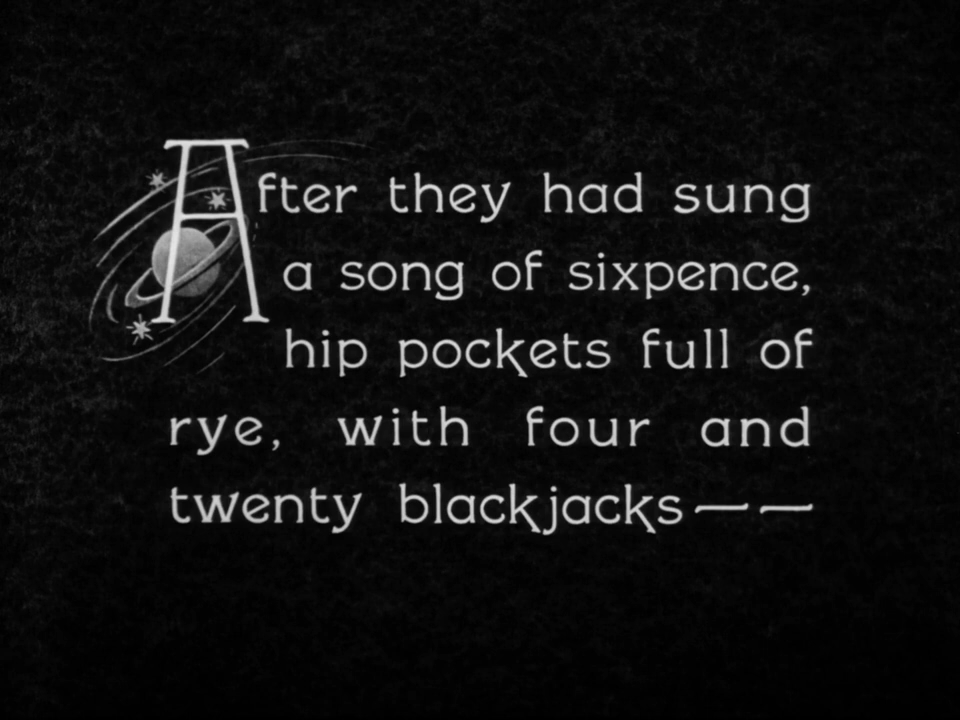 After they had sung
a song of sixpence,
hip pockets full of
rye, with four and
twenty blackjacks — —